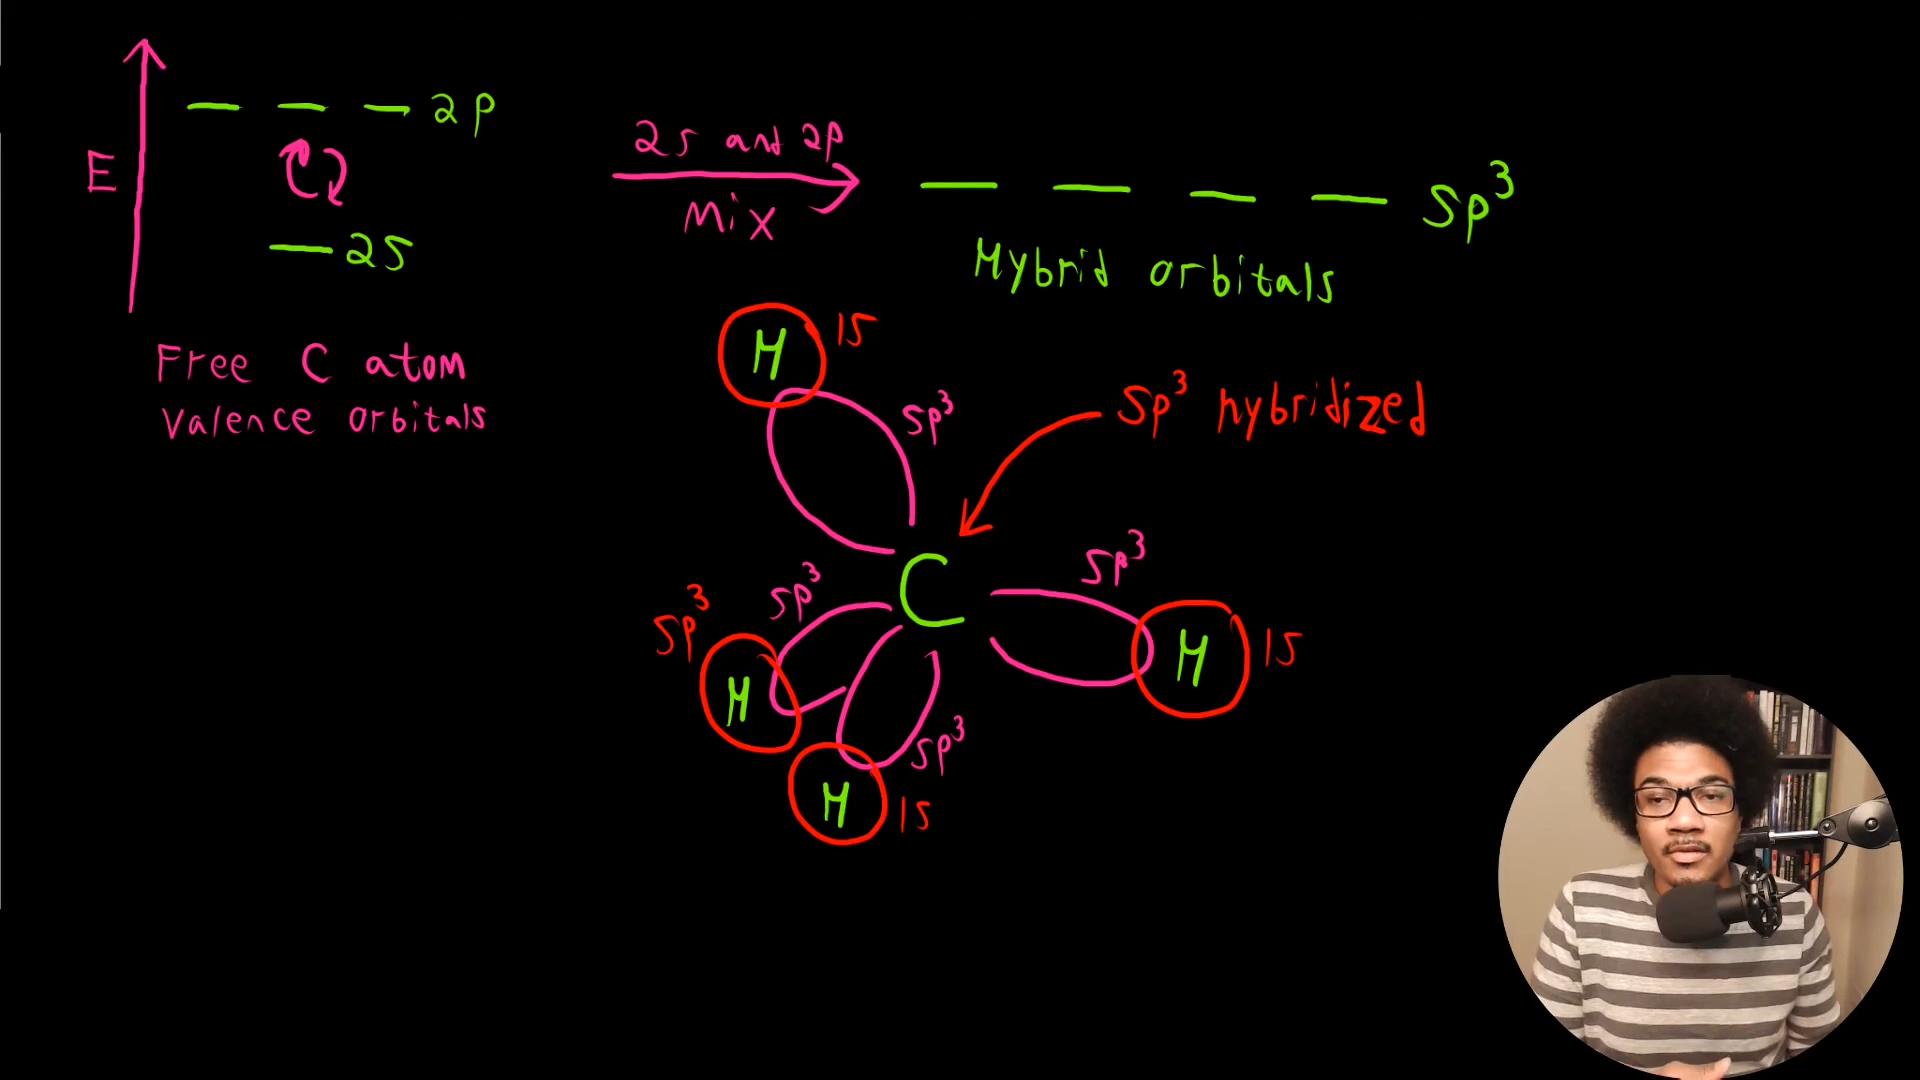 E
2p
2s
Free C atom
Valence orbitals
2s and 2p
Mix
sp³
Hybrid orbitals
H 1s
sp³
sp³ hybridized
C
sp³
H 1s
sp³
sp³
H
sp³
H 1s